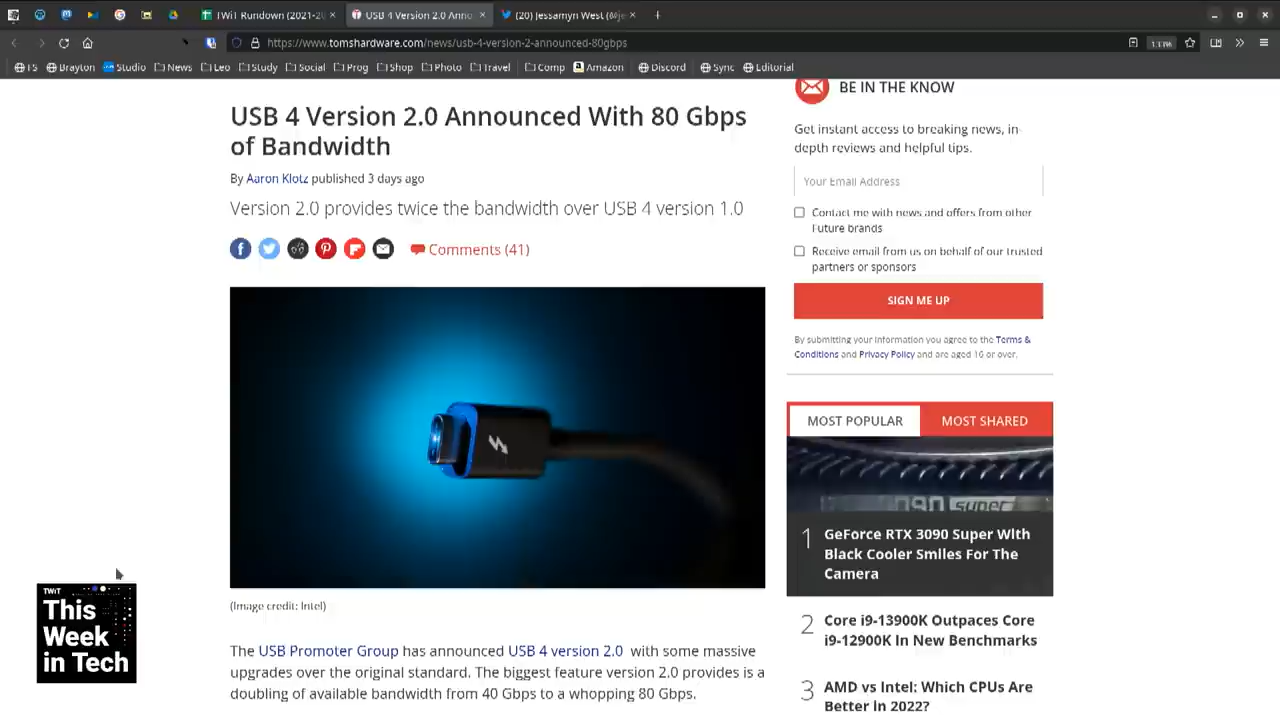 TWiT Rundown (2021-20
USB 4 Version 2.0 Anno
(20) Jessamyn West (@je
https://www.tomshardware.com/news/usb-4-version-2-announced-80gbps
133%
TS
Brayton
Studio
News
Leo
Study
Social
Prog
Shop
Photo
Travel
Comp
Amazon
Discord
Sync
Editorial
USB 4 Version 2.0 Announced With 80 Gbps
of Bandwidth
By Aaron Klotz published 3 days ago
Version 2.0 provides twice the bandwidth over USB 4 version 1.0
Comments (41)
(Image credit: Intel)
The USB Promoter Group has announced USB 4 version 2.0 with some massive
upgrades over the original standard. The biggest feature version 2.0 provides is a
doubling of available bandwidth from 40 Gbps to a whopping 80 Gbps.
BE IN THE KNOW
Get instant access to breaking news, in-
depth reviews and helpful tips.
Your Email Address
Contact me with news and offers from other
Future brands
Receive email from us on behalf of our trusted
partners or sponsors
SIGN ME UP
By submitting your information you agree to the Terms &
Conditions and Privacy Policy and are aged 16 or over.
MOST POPULAR
MOST SHARED
super
1
GeForce RTX 3090 Super With
Black Cooler Smiles For The
Camera
2
Core i9-13900K Outpaces Core
i9-12900K In New Benchmarks
3
AMD vs Intel: Which CPUs Are
Better in 2022?
TWiT
This
Week
in Tech